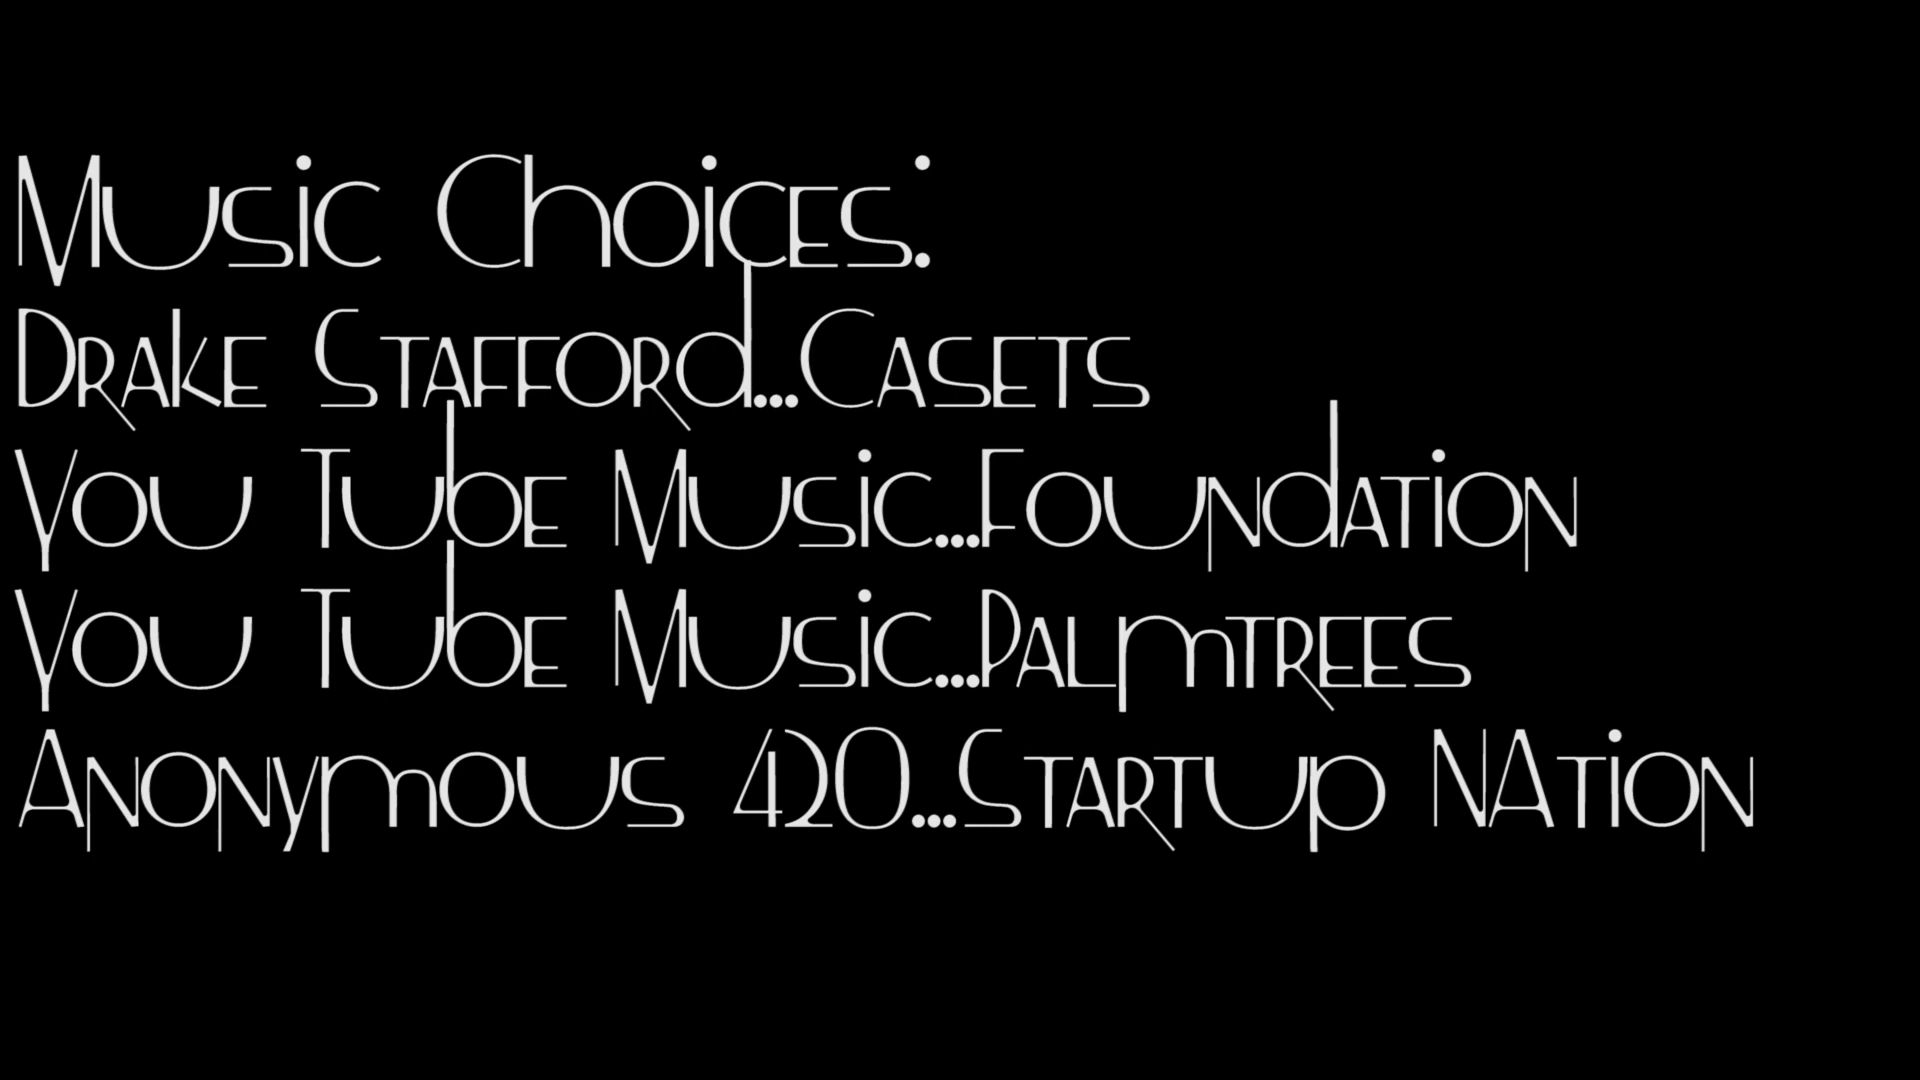 Music Choices:
Drake Stafford...Casets
You Tube Music...Foundation
You Tube Music...Palmtrees
Anonymous 420...Startup NAtion